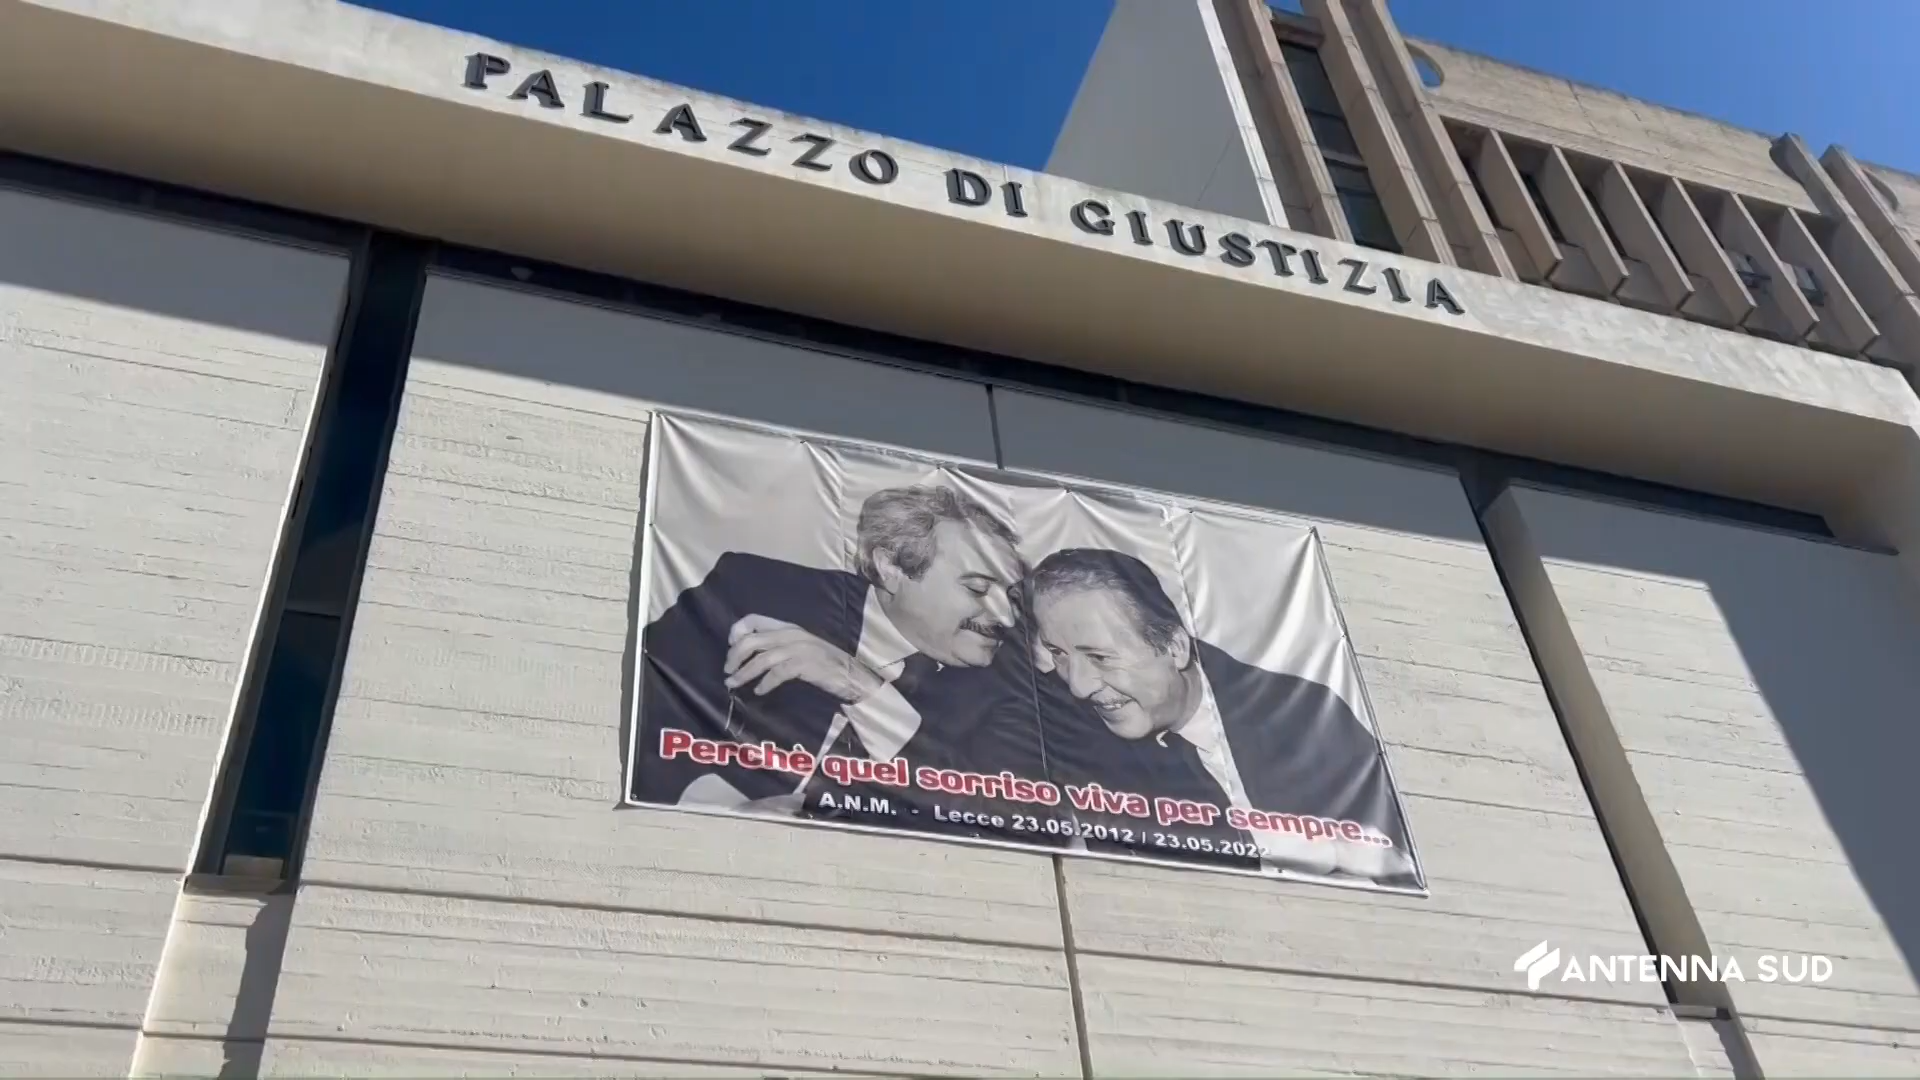 PALAZZO DI GIUSTIZIA
Perchè quel sorriso viva per sempre...
A.N.M. - Lecce 23.05.2012 / 23.05.2022
ANTENNA SUD